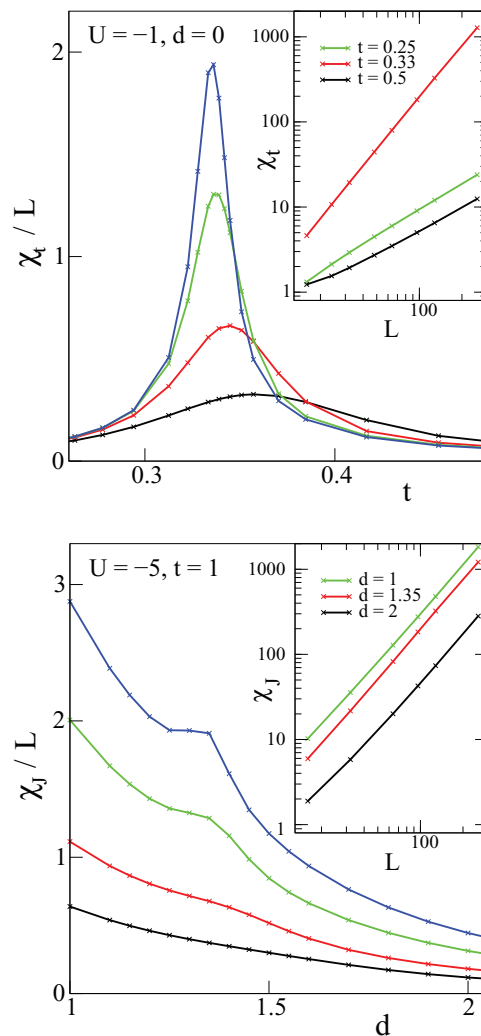 U = −1, d = 0
χt / L
2
1
0
0.3
0.4
t
χt
1000
100
10
1
t = 0.25
t = 0.33
t = 0.5
100
L
U = −5, t = 1
χJ / L
3
2
1
0
1
1.5
2
d
χJ
1000
100
10
1
d = 1
d = 1.35
d = 2
100
L